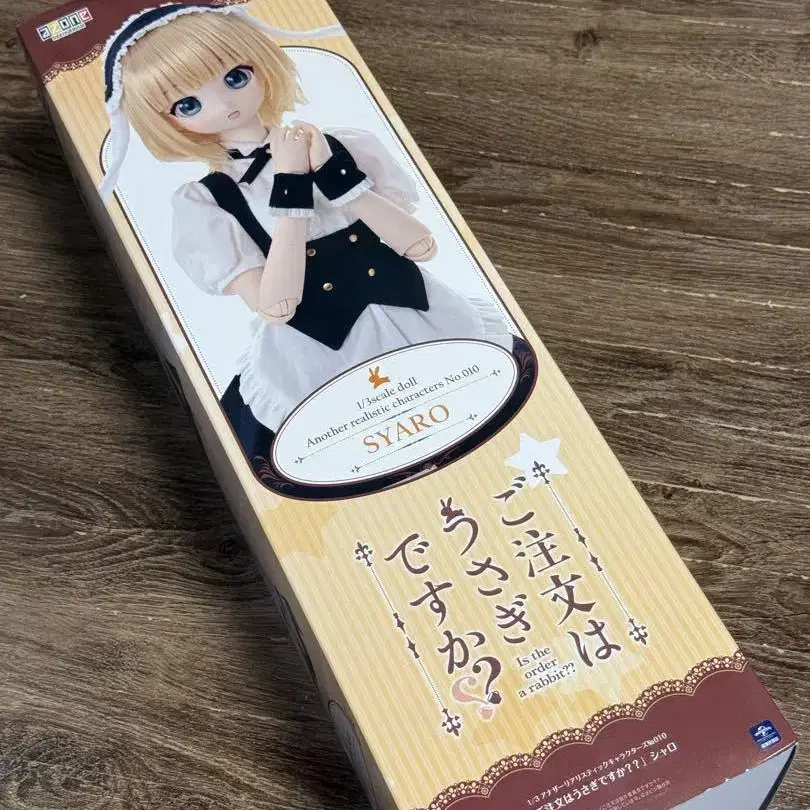 azone
1/3scale doll
Another realistic characters No.010
SYARO
ご注文は
うさぎ
ですか?
Is the
order
a rabbit??
1/3 アナザーリアリスティックキャラクターズNo.010
ご注文はうさぎですか??」シャロ